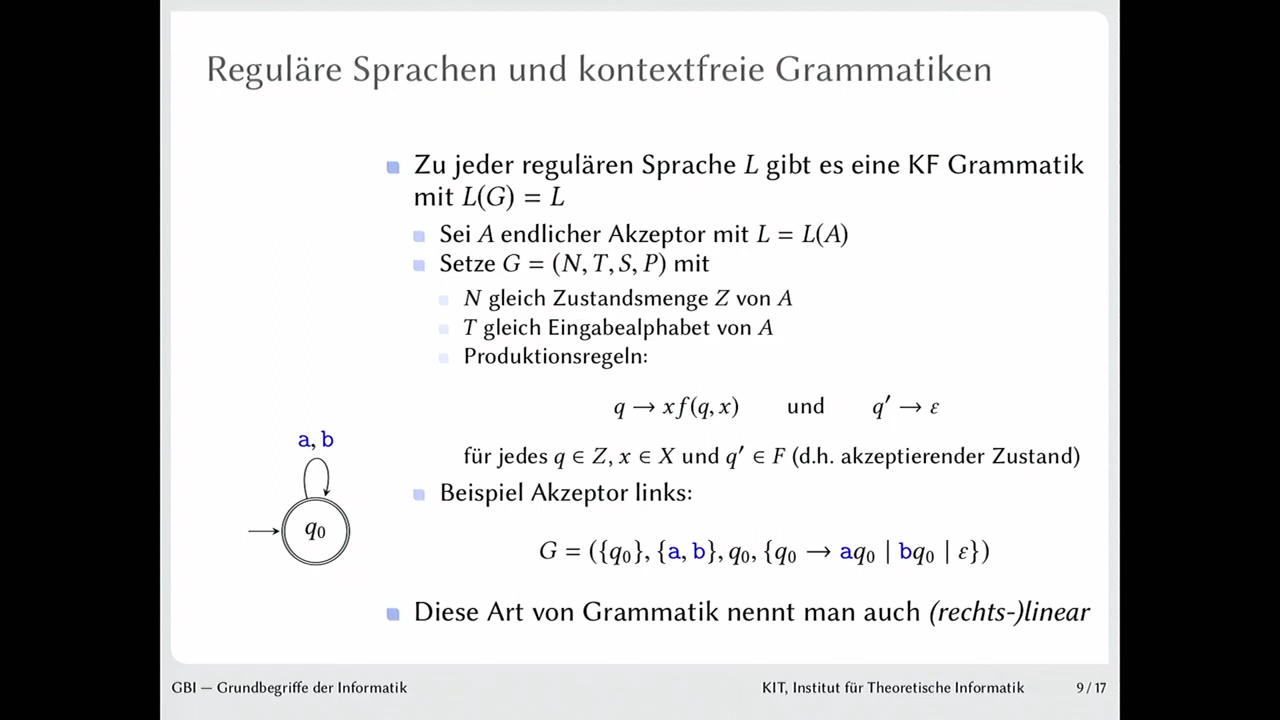 Reguläre Sprachen und kontextfreie Grammatiken
Zu jeder regulären Sprache L gibt es eine KF Grammatik
mit L(G) = L
Sei A endlicher Akzeptor mit L = L(A)
Setze G = (N, T, S, P) mit
N gleich Zustandsmenge Z von A
T gleich Eingabealphabet von A
Produktionsregeln:
q → x f(q, x) und q′ → ε
für jedes q ∈ Z, x ∈ X und q′ ∈ F (d.h. akzeptierender Zustand)
Beispiel Akzeptor links:
G = ({q₀}, {a, b}, q₀, {q₀ → aq₀ | bq₀ | ε})
Diese Art von Grammatik nennt man auch (rechts-)linear
a, b
q₀
GBI — Grundbegriffe der Informatik
KIT, Institut für Theoretische Informatik 9 / 17